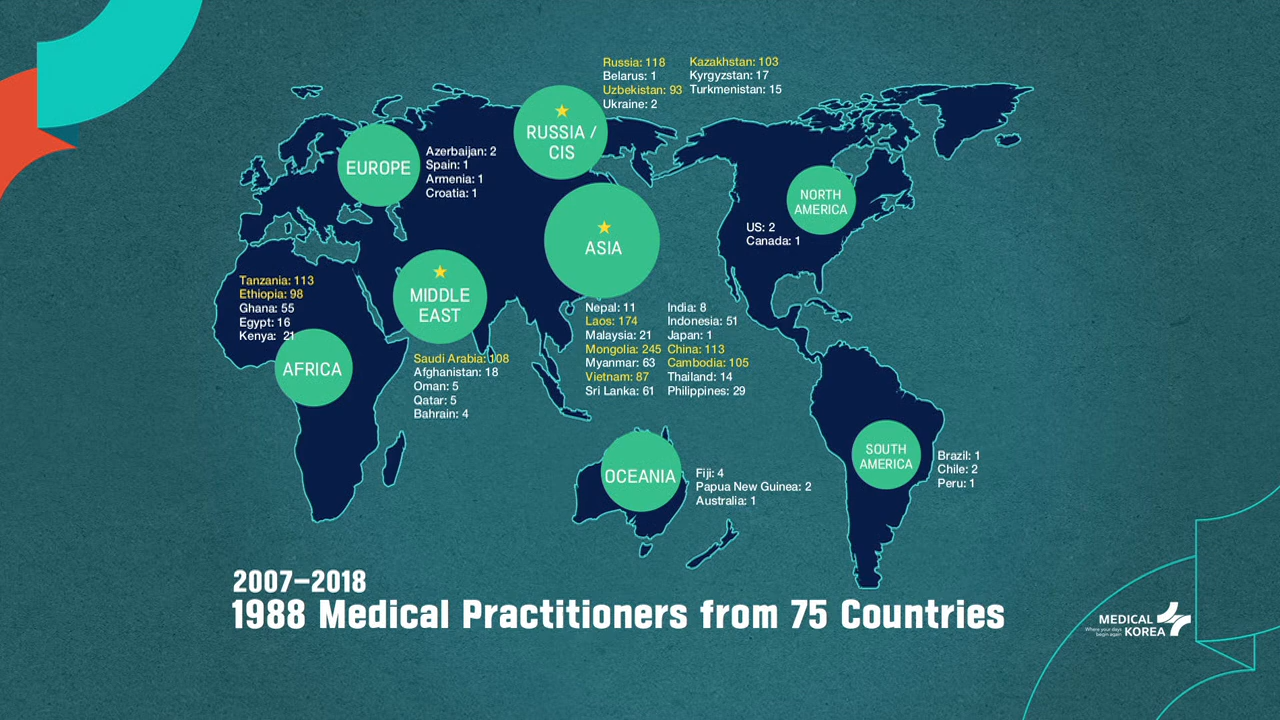 Russia: 118
Belarus: 1
Uzbekistan: 93
Ukraine: 2
Kazakhstan: 103
Kyrgyzstan: 17
Turkmenistan: 15
RUSSIA /
CIS
EUROPE
Azerbaijan: 2
Spain: 1
Armenia: 1
Croatia: 1
NORTH
AMERICA
US: 2
Canada: 1
ASIA
Nepal: 11
Laos: 174
Malaysia: 21
Mongolia: 245
Myanmar: 63
Vietnam: 87
Sri Lanka: 61
India: 8
Indonesia: 51
Japan: 1
China: 113
Cambodia: 105
Thailand: 14
Philippines: 29
MIDDLE
EAST
Saudi Arabia: 108
Afghanistan: 18
Oman: 5
Qatar: 5
Bahrain: 4
Tanzania: 113
Ethiopia: 98
Ghana: 55
Egypt: 16
Kenya: 21
AFRICA
OCEANIA
Fiji: 4
Papua New Guinea: 2
Australia: 1
SOUTH
AMERICA
Brazil: 1
Chile: 2
Peru: 1
2007–2018
1988 Medical Practitioners from 75 Countries
MEDICAL
KOREA
Where your days
begin again